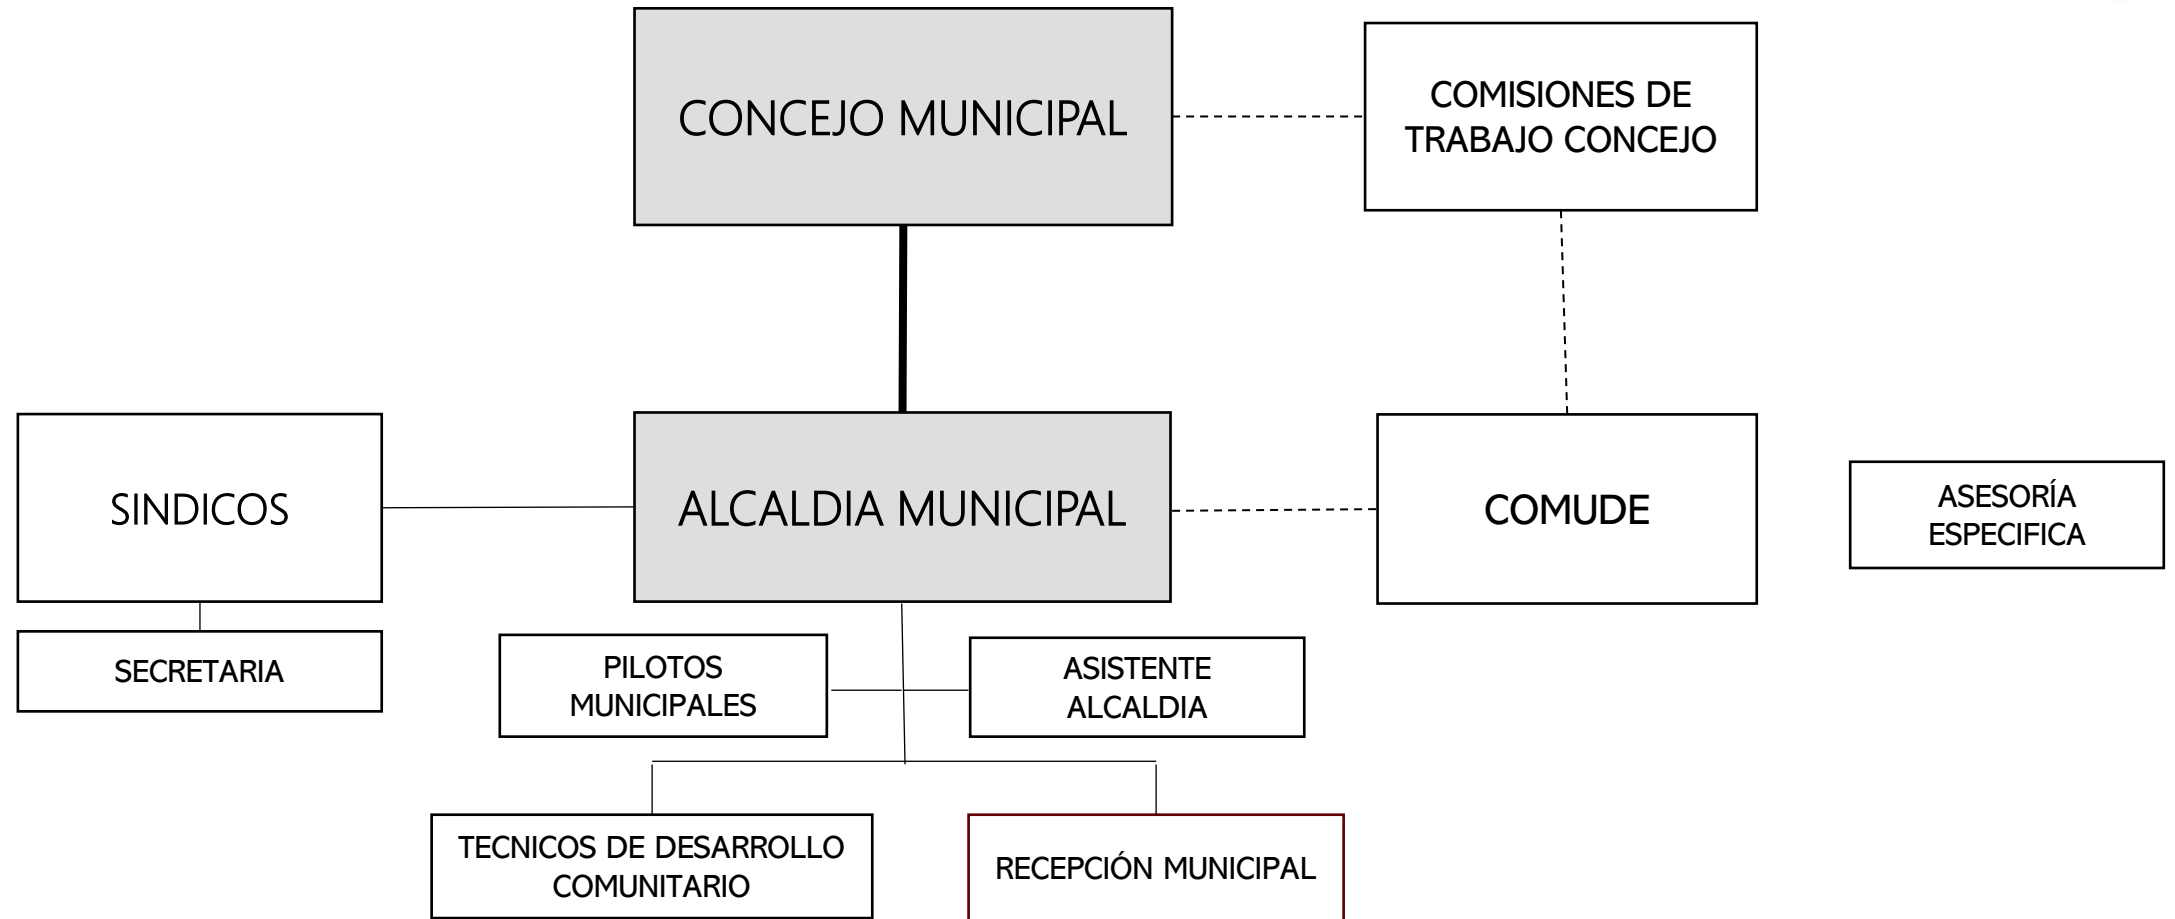 CONCEJO MUNICIPAL
COMISIONES DE
TRABAJO CONCEJO
SINDICOS
ALCALDIA MUNICIPAL
COMUDE
ASESORÍA
ESPECIFICA
SECRETARIA
PILOTOS
MUNICIPALES
ASISTENTE
ALCALDIA
TECNICOS DE DESARROLLO
COMUNITARIO
RECEPCIÓN MUNICIPAL